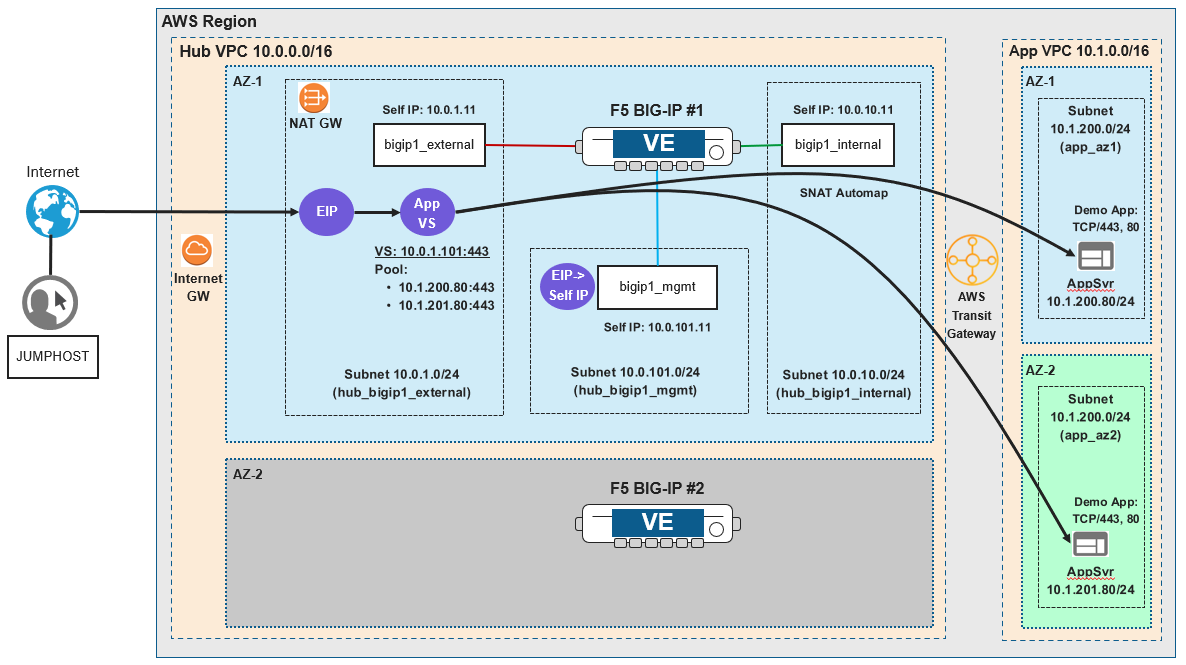 AWS Region
Hub VPC 10.0.0.0/16
App VPC 10.1.0.0/16
AZ-1
NAT GW
Self IP: 10.0.1.11
bigip1_external
F5 BIG-IP #1
VE
Self IP: 10.0.10.11
bigip1_internal
SNAT Automap
Internet
JUMPHOST
Internet
GW
EIP
App
VS
VS: 10.0.1.101:443
Pool:
• 10.1.200.80:443
• 10.1.201.80:443
Subnet 10.0.1.0/24
(hub_bigip1_external)
EIP->
Self IP
bigip1_mgmt
Self IP: 10.0.101.11
Subnet 10.0.101.0/24
(hub_bigip1_mgmt)
Subnet 10.0.10.0/24
(hub_bigip1_internal)
AWS
Transit
Gateway
AZ-1
Subnet
10.1.200.0/24
(app_az1)
Demo App:
TCP/443, 80
AppSvr
10.1.200.80/24
AZ-2
Subnet
10.1.200.0/24
(app_az2)
Demo App:
TCP/443, 80
AppSvr
10.1.201.80/24
AZ-2
F5 BIG-IP #2
VE